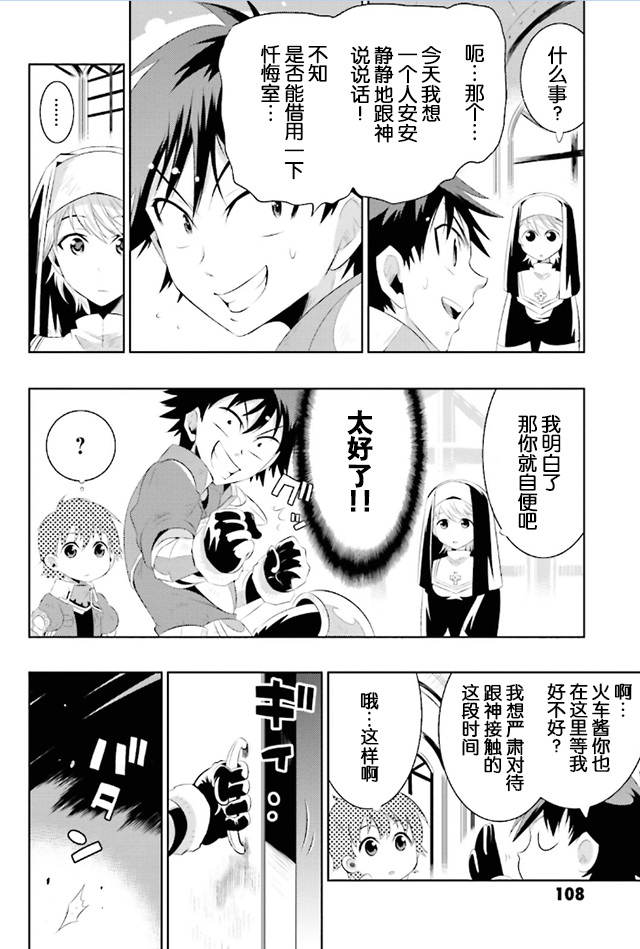 什么事？
呃…那个…
今天我想
一个人安安
静静地跟神
说说话！
不知
是否能借用一下
忏悔室…
……
我明白了
那你就自便吧
太好了!!
グッ
？
啊…
火车酱你也
在这里等我
好不好？
我想严肃对待
跟神接触的
这段时间
哦…这样啊
ギィ…
バタン
108